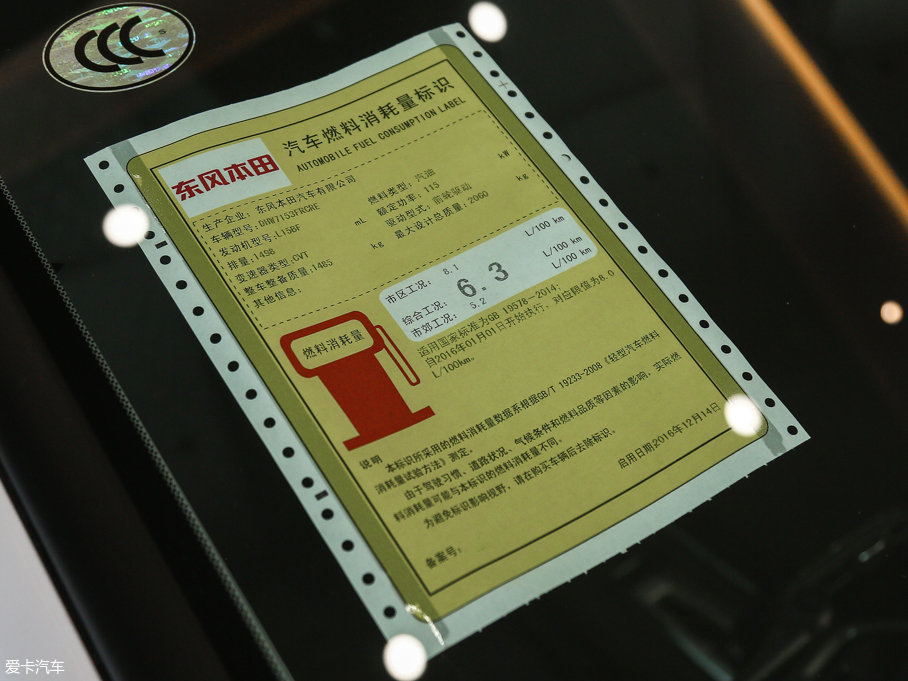 CCC
S
汽车燃料消耗量标识
AUTOMOBILE FUEL CONSUMPTION LABEL
东风本田
生产企业：东风本田汽车有限公司
车辆型号：DHW7153FRCRE
燃料类型：汽油
发动机型号：L15BF
额定功率：115 kW
排量：1498 mL
驱动型式：前轮驱动
变速器类型：CVT
最大设计总质量：2060 kg
整车整备质量：1485 kg
其他信息：
市区工况： 8.1 L/100 km
综合工况： 6.3 L/100 km
市郊工况： 5.2 L/100 km
燃料消耗量
适用国家标准为GB 19578-2014;
自2016年01月01日开始执行，对应限值为8.0
L/100km。
说明
本标识所采用的燃料消耗量数据系根据GB/T 19233-2008《轻型汽车燃料
消耗量试验方法》测定。
由于驾驶习惯、道路状况、气候条件和燃料品质等因素的影响，实际燃
料消耗量可能与本标识的燃料消耗量不同。
为避免标识影响视野，请在购买车辆后去除标识。
启用日期：2016年12月14日
备案号：
爱卡汽车